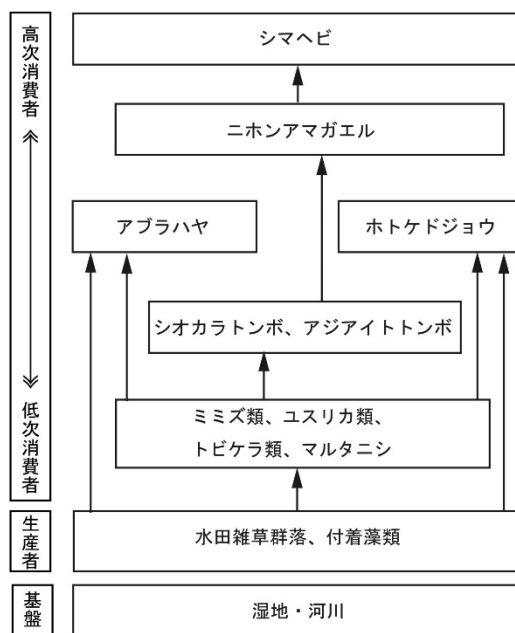 高次消費者
シマヘビ
ニホンアマガエル
アブラハヤ
ホトケドジョウ
シオカラトンボ、アジアイトトンボ
低次消費者
ミミズ類、ユスリカ類、
トビケラ類、マルタニシ
生産者
水田雑草群落、付着藻類
基盤
湿地・河川